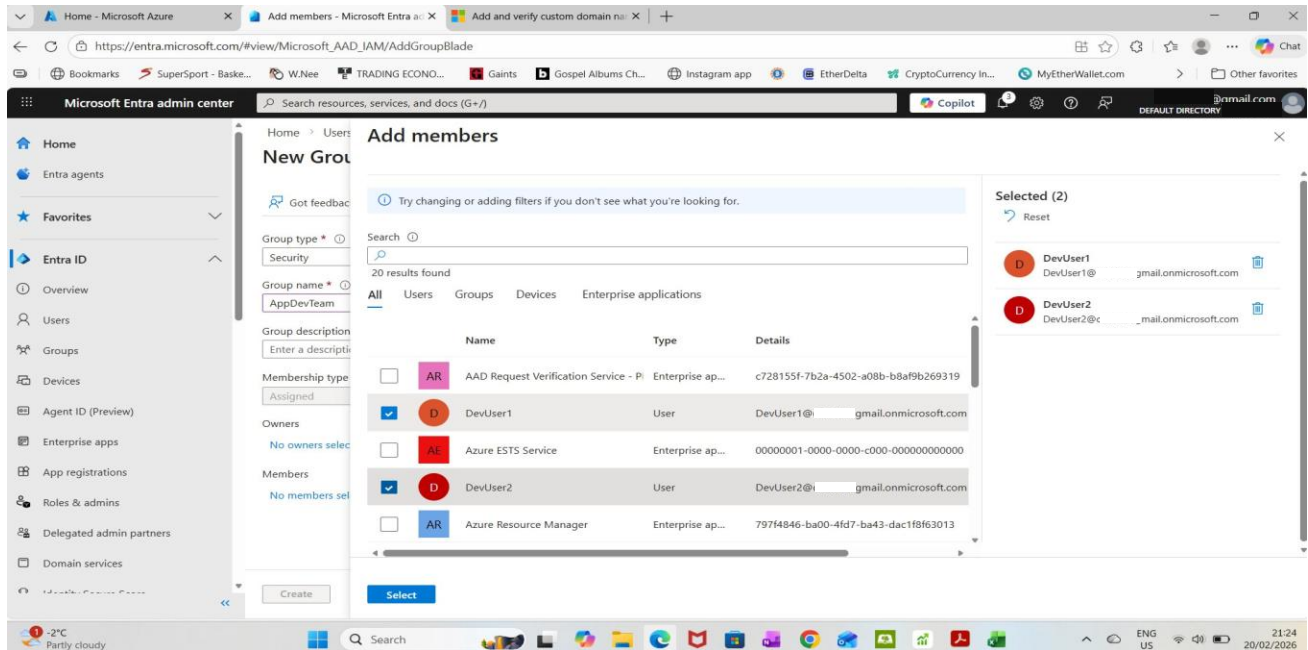 Home - Microsoft Azure
Add members - Microsoft Entra ad
Add and verify custom domain na
https://entra.microsoft.com/#view/Microsoft_AAD_IAM/AddGroupBlade
Chat
Bookmarks SuperSport - Baske... W.Nee TRADING ECONO... Gaints Gospel Albums Ch... Instagram app EtherDelta CryptoCurrency In... MyEtherWallet.com Other favorites
Microsoft Entra admin center
Search resources, services, and docs (G+/)
Copilot
3
@gmail.com
DEFAULT DIRECTORY
Home
Entra agents
Favorites
Entra ID
Overview
Users
Groups
Devices
Agent ID (Preview)
Enterprise apps
App registrations
Roles & admins
Delegated admin partners
Domain services
Home > Users
New Grou
Got feedbac
Group type *
Security
Group name *
AppDevTeam
Group description
Enter a descripti
Membership type
Assigned
Owners
No owners selec
Members
No members sel
Create
Add members
Try changing or adding filters if you don't see what you're looking for.
Search
20 results found
All Users Groups Devices Enterprise applications
Name Type Details
AR AAD Request Verification Service - P Enterprise ap... c728155f-7b2a-4502-a08b-b8af9b269319
D DevUser1 User DevUser1@ gmail.onmicrosoft.com
AE Azure ESTS Service Enterprise ap... 00000001-0000-0000-c000-000000000000
D DevUser2 User DevUser2@ gmail.onmicrosoft.com
AR Azure Resource Manager Enterprise ap... 797f4846-ba00-4fd7-ba43-dac1f8f63013
Select
Selected (2)
Reset
D DevUser1
DevUser1@ gmail.onmicrosoft.com
D DevUser2
DevUser2@ _mail.onmicrosoft.com
1
-2°C
Partly cloudy
Search
ENG
US
21:24
20/02/2026